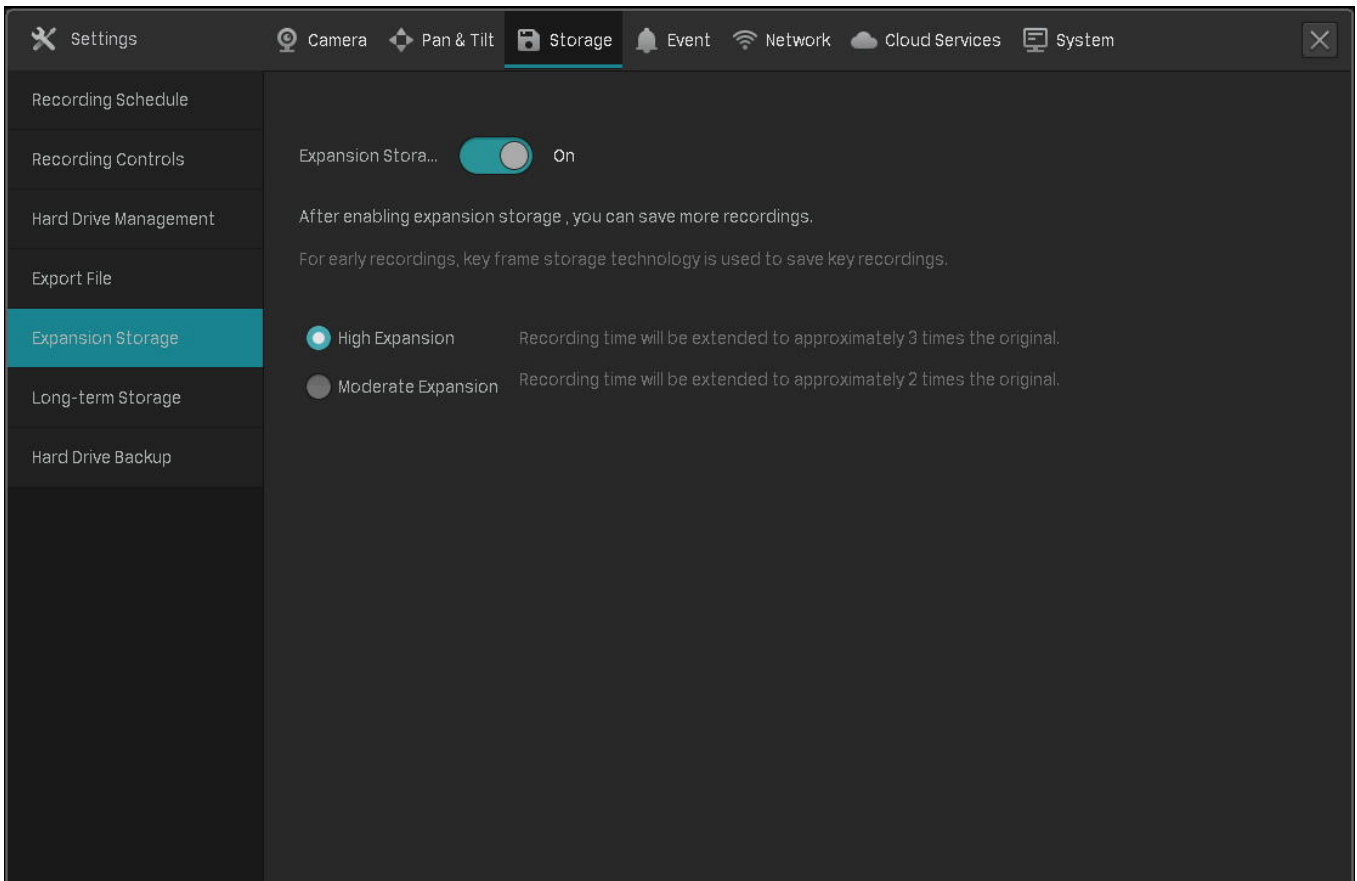 Settings
Camera Pan & Tilt Storage Event Network Cloud Services System
Recording Schedule
Recording Controls
Hard Drive Management
Export File
Expansion Storage
Long-term Storage
Hard Drive Backup
Expansion Stora... On
After enabling expansion storage , you can save more recordings.
For early recordings, key frame storage technology is used to save key recordings.
High Expansion Recording time will be extended to approximately 3 times the original.
Moderate Expansion Recording time will be extended to approximately 2 times the original.